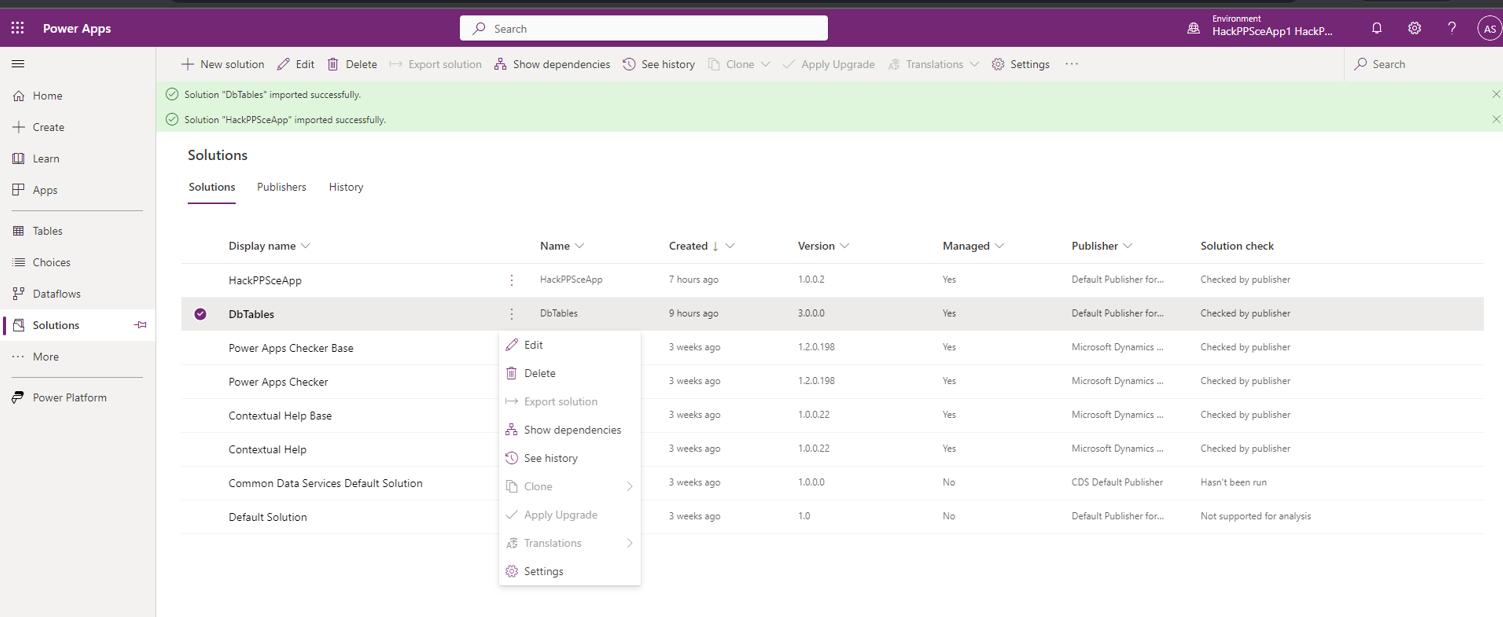 Power Apps
Search
Environment
HackPPSceApp1 HackP...
AS
New solution Edit Delete Export solution Show dependencies See history Clone Apply Upgrade Translations Settings ··· Search
Solution "DbTables" imported successfully.
Solution "HackPPSceApp" imported successfully.
Home
Create
Learn
Apps
Tables
Choices
Dataflows
Solutions
More
Power Platform
Solutions
Solutions Publishers History
Display name Name Created Version Managed Publisher Solution check
HackPPSceApp HackPPSceApp 7 hours ago 1.0.0.2 Yes Default Publisher for... Checked by publisher
DbTables DbTables 9 hours ago 3.0.0.0 Yes Default Publisher for... Checked by publisher
Power Apps Checker Base 3 weeks ago 1.2.0.198 Yes Microsoft Dynamics ... Checked by publisher
Power Apps Checker 3 weeks ago 1.2.0.198 Yes Microsoft Dynamics ... Checked by publisher
Contextual Help Base 3 weeks ago 1.0.0.22 Yes Microsoft Dynamics ... Checked by publisher
Contextual Help 3 weeks ago 1.0.0.22 Yes Microsoft Dynamics ... Checked by publisher
Common Data Services Default Solution 3 weeks ago 1.0.0.0 No CDS Default Publisher Hasn't been run
Default Solution 3 weeks ago 1.0 No Default Publisher for... Not supported for analysis
Edit
Delete
Export solution
Show dependencies
See history
Clone
Apply Upgrade
Translations
Settings